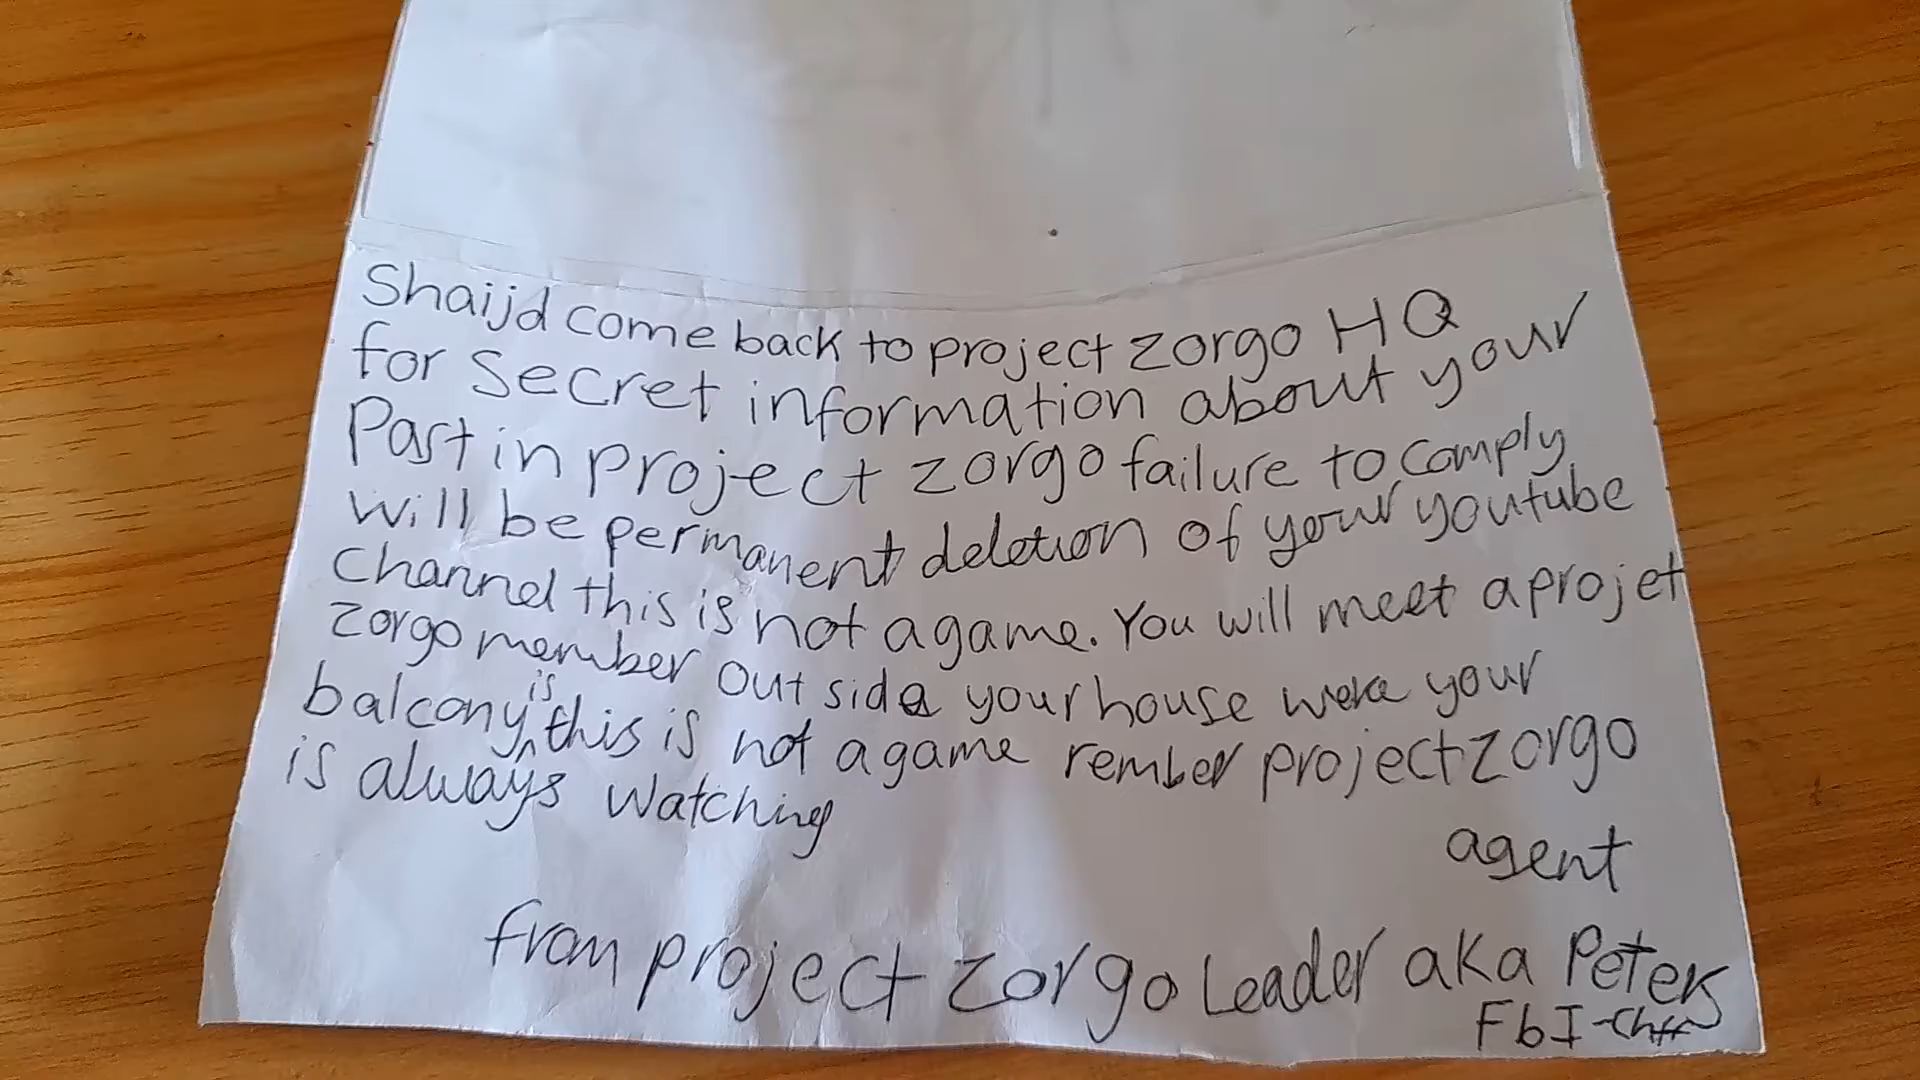 Shaijd come back to project zorgo HQ
for Secret information about your
Past in project zorgo failure to comply
will be permanent deletion of your youtube
Channel this is not a game. You will meet a projet
zorgo member out side your house were your
balcony is this is not a game rember project zorgo
is always watching
agent
from project zorgo Leader aka Peters
FbI-